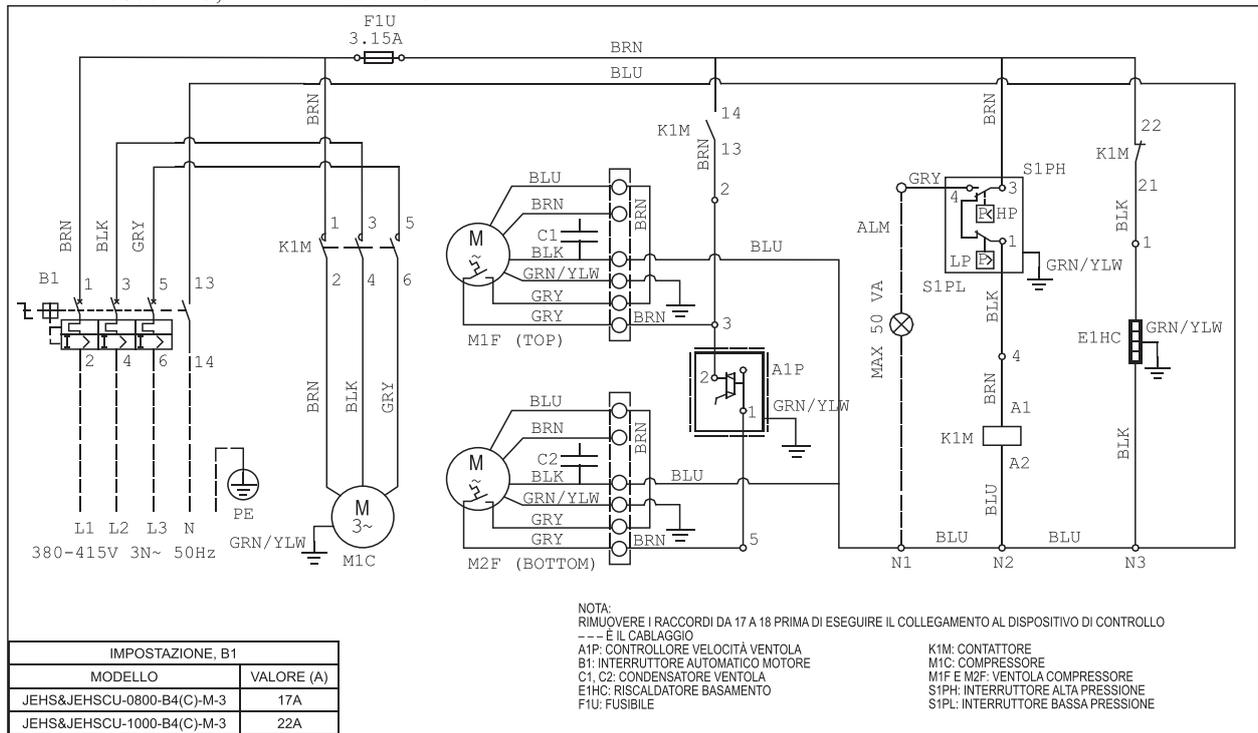 F1U
3.15A
BRN
BLU
BRN
14
K1M
13
BRN
2
BRN
22
K1M
21
BLK
1
S1PH
GRY
4
3
P
HP
1
LP
P
S1PL
GRN/YLW
ALM
MAX 50 VA
BLK
4
BRN
A1
K1M
A2
BLU
E1HC
GRN/YLW
BLK
BRN
BLK
GRY
B1
1
3
5
13
2
4
6
14
I
I
I
L1
L2
L3
N
PE
380-415V 3N~ 50Hz
K1M
1
3
5
2
4
6
BRN
BLK
GRY
M
3~
GRN/YLW
M1C
M
~
BLU
BRN
C1
BLK
GRN/YLW
GRY
GRY
BRN
BRN
BLU
3
M1F (TOP)
2
A1P
1
GRN/YLW
M
~
BLU
BRN
C2
BLK
GRN/YLW
GRY
GRY
BRN
BRN
BLU
5
M2F (BOTTOM)
BLU
BLU
N1
N2
N3
NOTA:
RIMUOVERE I RACCORDI DA 17 A 18 PRIMA DI ESEGUIRE IL COLLEGAMENTO AL DISPOSITIVO DI CONTROLLO
– – – È IL CABLAGGIO
A1P: CONTROLLORE VELOCITÀ VENTOLA
B1: INTERRUTTORE AUTOMATICO MOTORE
C1, C2: CONDENSATORE VENTOLA
E1HC: RISCALDATORE BASAMENTO
F1U: FUSIBILE
K1M: CONTATTORE
M1C: COMPRESSORE
M1F E M2F: VENTOLA COMPRESSORE
S1PH: INTERRUTTORE ALTA PRESSIONE
S1PL: INTERRUTTORE BASSA PRESSIONE
IMPOSTAZIONE, B1
MODELLO VALORE (A)
JEHS&JEHSCU-0800-B4(C)-M-3 17A
JEHS&JEHSCU-1000-B4(C)-M-3 22A